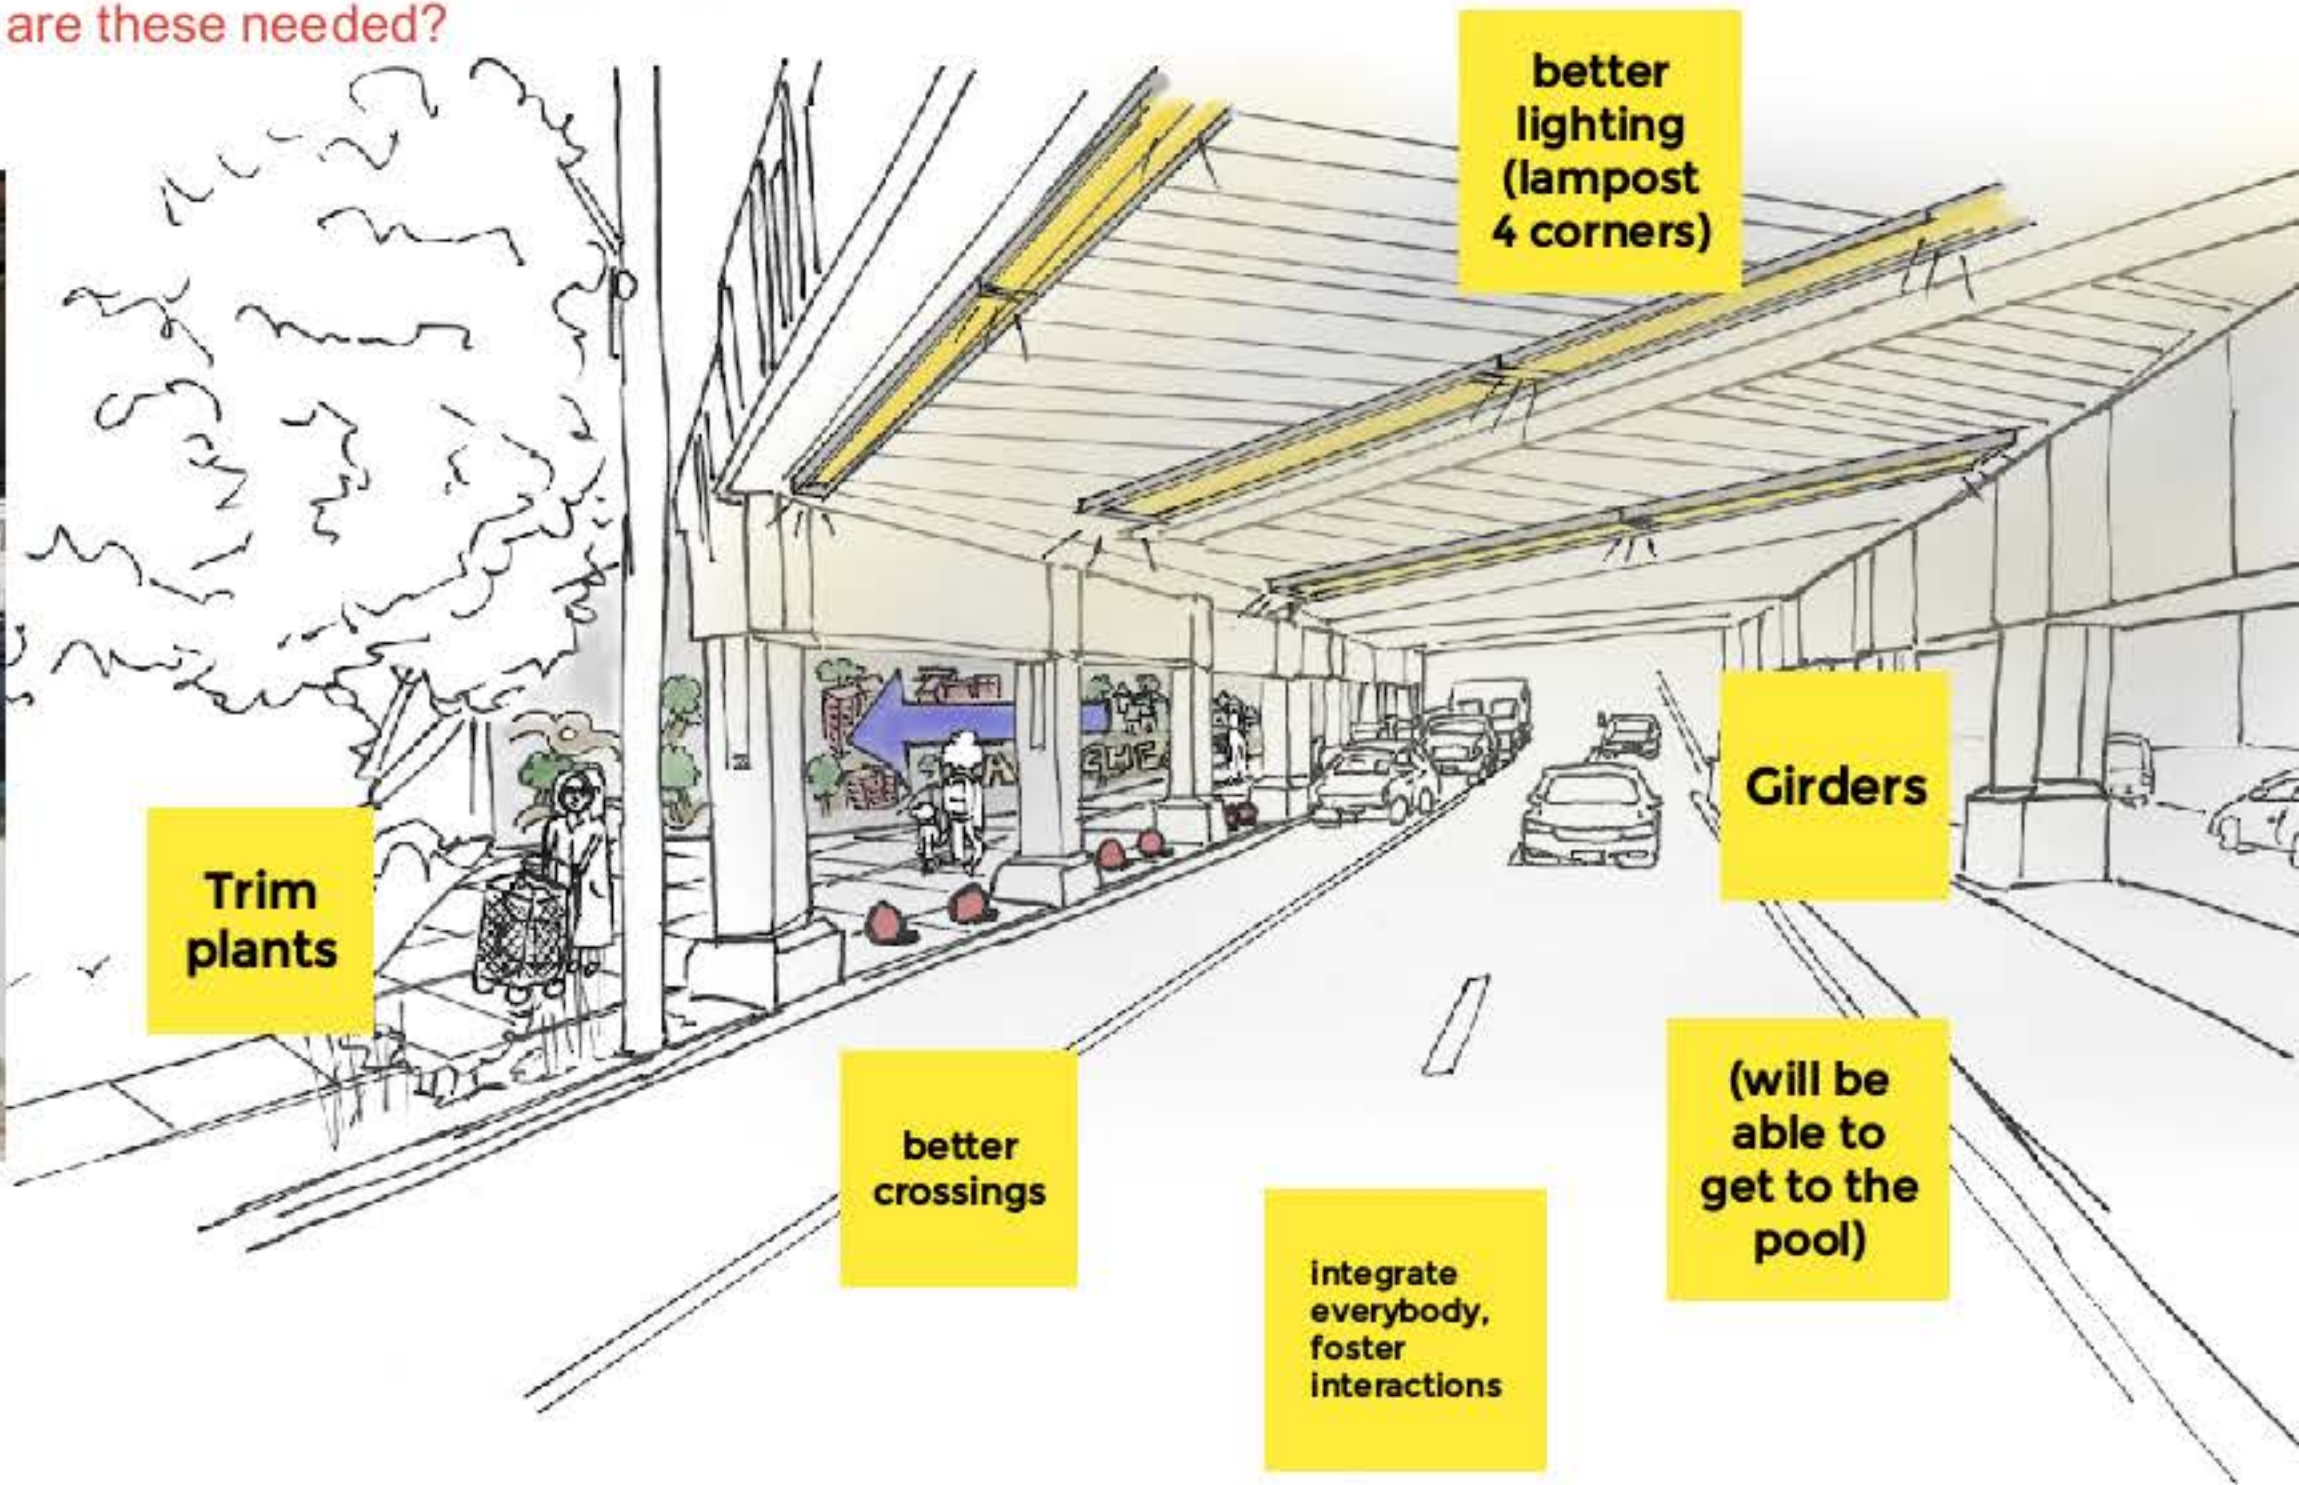 are these needed?
better
lighting
(lampost
4 corners)
Girders
Trim
plants
(will be
able to
get to the
pool)
better
crossings
integrate
everybody,
foster
interactions